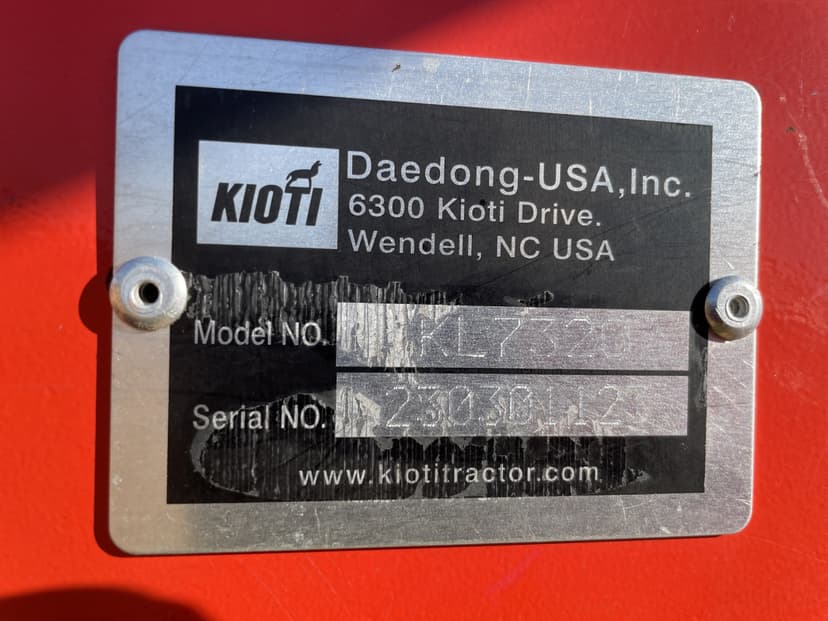 KIOTI
Daedong-USA, Inc.
6300 Kioti Drive.
Wendell, NC USA
Model NO. KL7320
Serial NO. 23030112
www.kiotitractor.com